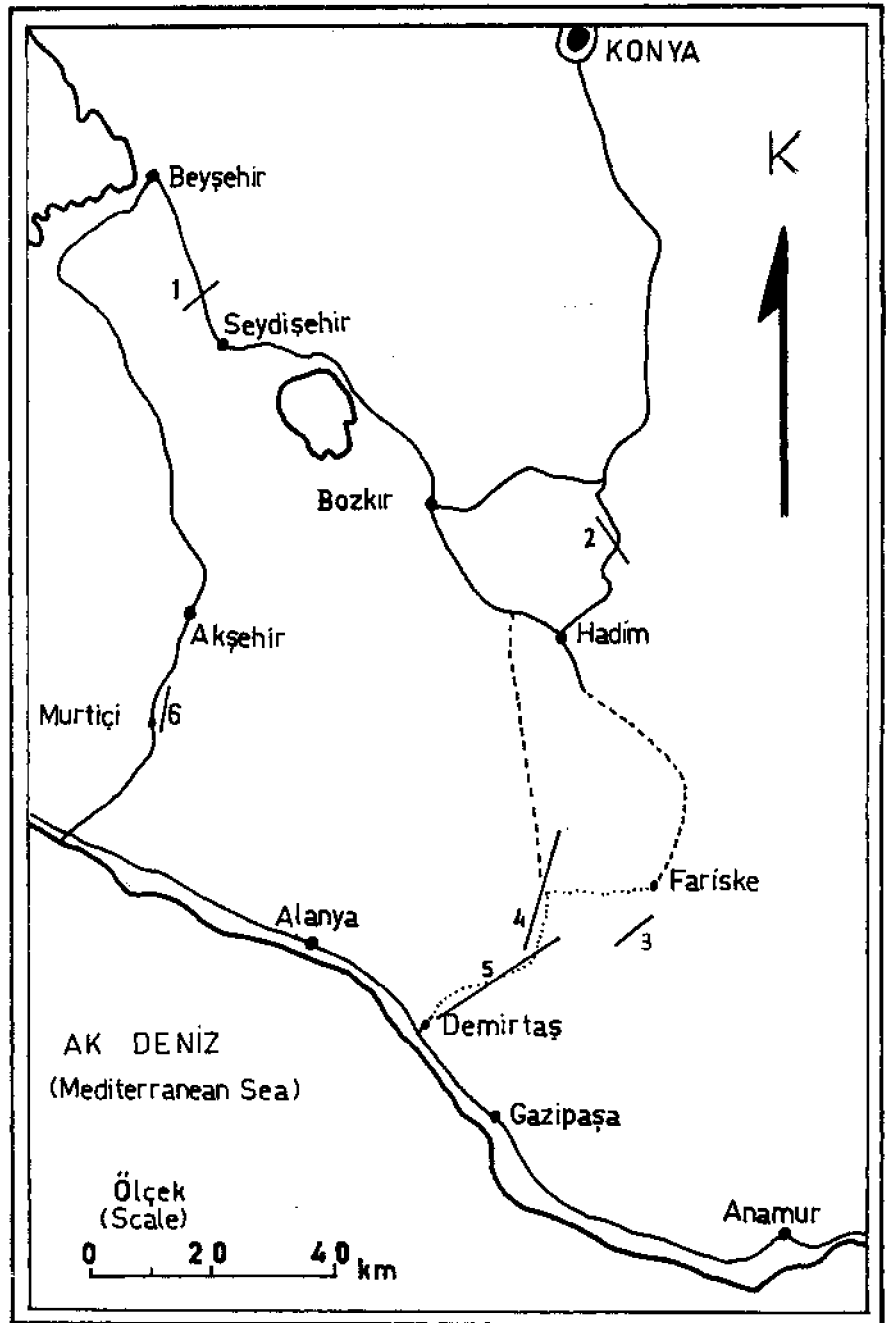 KONYA
K
Beyşehir
1
Seydişehir
Bozkır
2
Hadim
Akşehir
Murtiçi
6
Fariske
4
3
Alanya
5
Demirtaş
AK DENİZ
(Mediterranean Sea)
Gazipaşa
Ölçek
(Scale)
Anamur
0 20 40
km